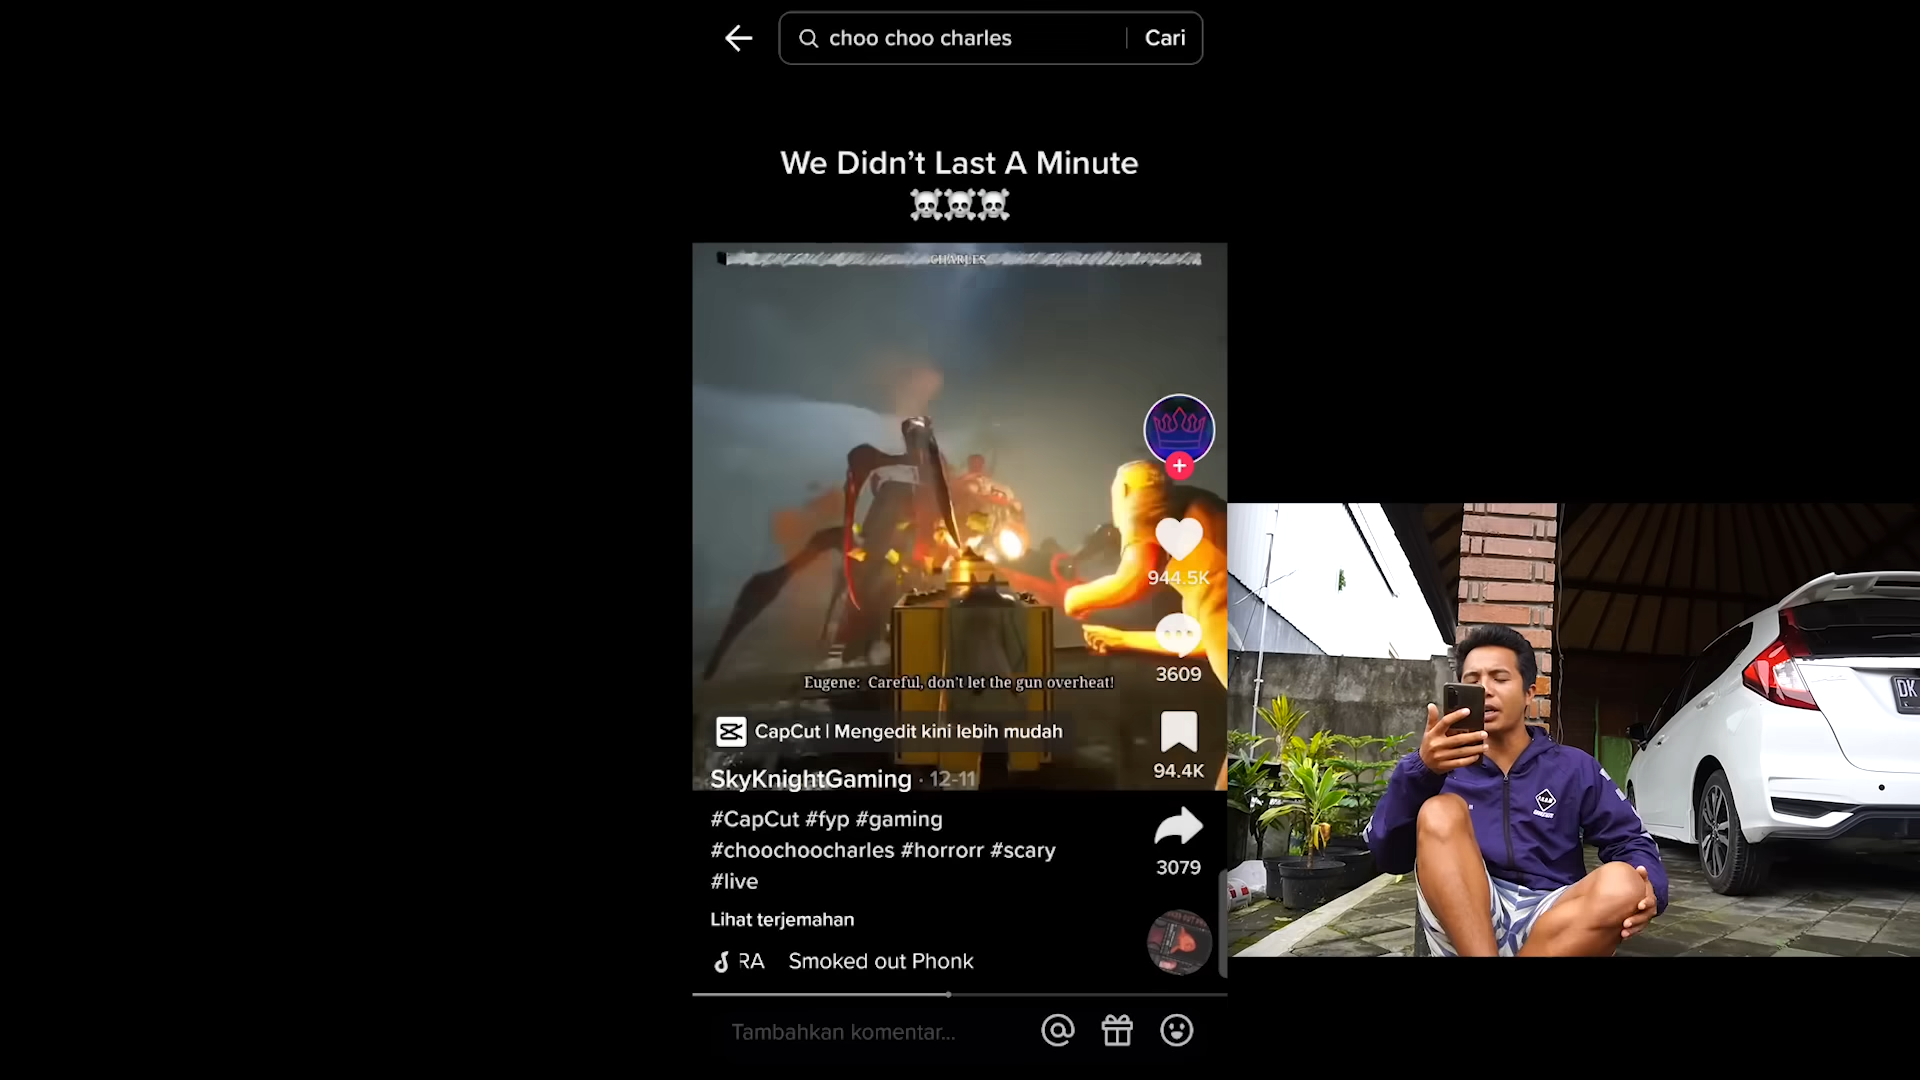 choo choo charles
Cari
We Didn't Last A Minute
☠️☠️☠️
CHARLES
944.5K
3609
Eugene: Careful, don't let the gun overheat!
CapCut | Mengedit kini lebih mudah
94.4K
SkyKnightGaming · 12-11
#CapCut #fyp #gaming
#choochoocharles #horrorr #scary
#live
3079
Lihat terjemahan
RA Smoked out Phonk
Tambahkan komentar...
DK